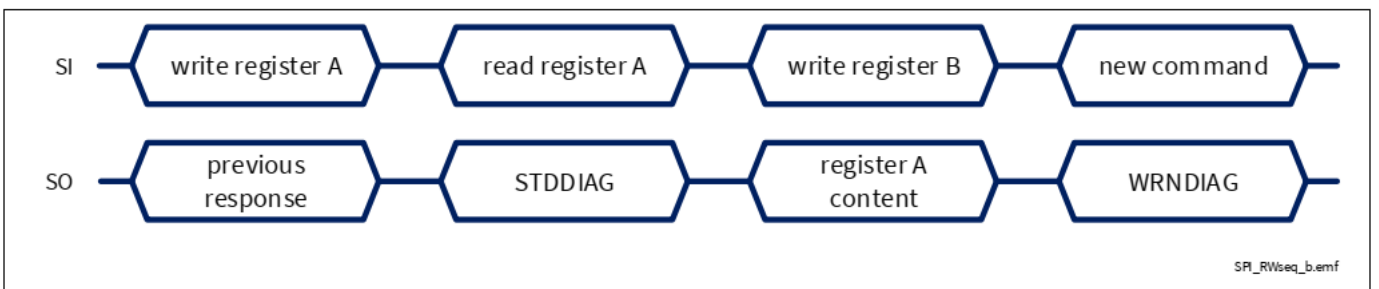 SI
write register A
read register A
write register B
new command
SO
previous
response
STDDIAG
register A
content
WRNDIAG
SPI_RWseq_b.emf